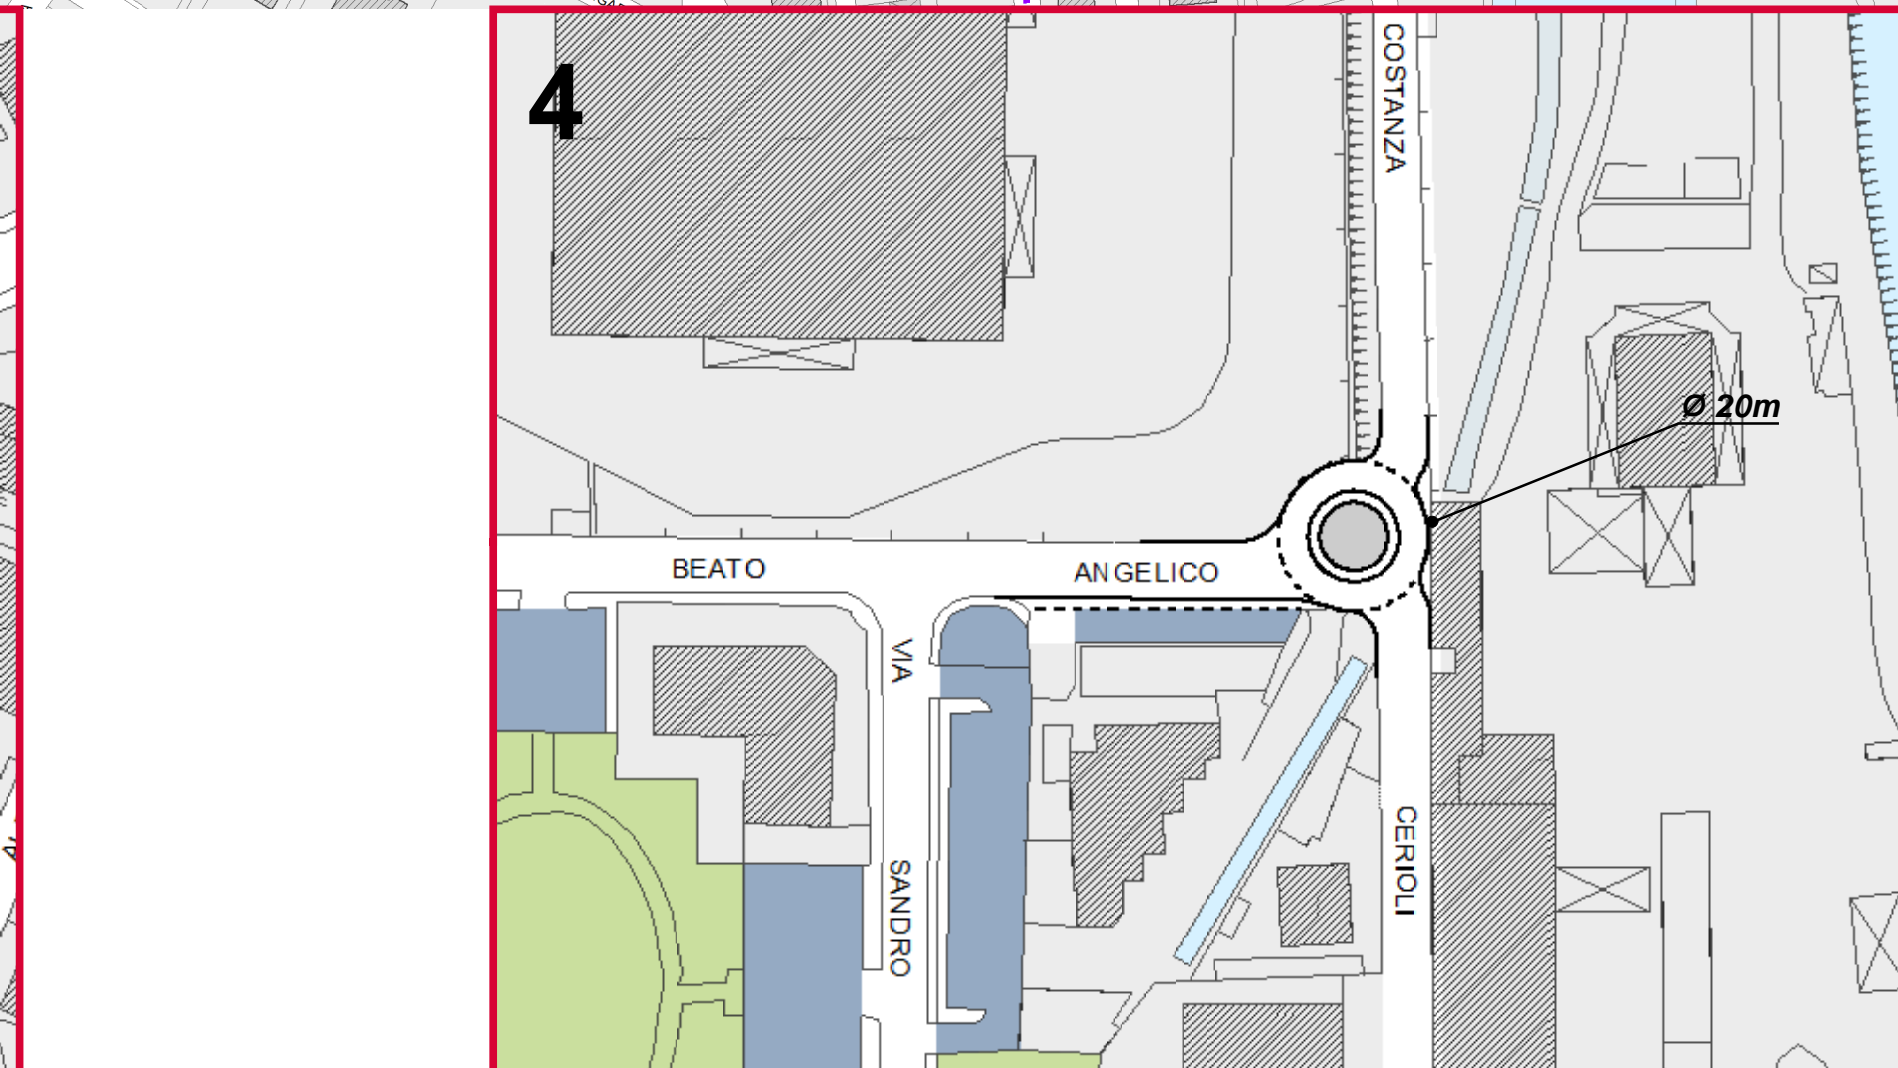 4
COSTANZA
Ø 20m
BEATO
ANGELICO
VIA
SANDRO
CERIOLI